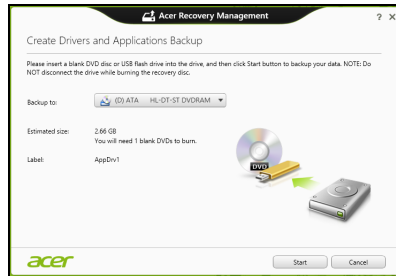 Acer Recovery Management
? X
Create Drivers and Applications Backup
Please insert a blank DVD disc or USB flash drive into the drive, and then click Start button to backup your data. NOTE: Do
NOT disconnect the drive while burning the recovery disc.
Backup to: (D) ATA HL-DT-ST DVDRAM
Estimated size: 2.66 GB
You will need 1 blank DVDs to burn.
Label: AppDrv1
DVD
acer
Start Cancel